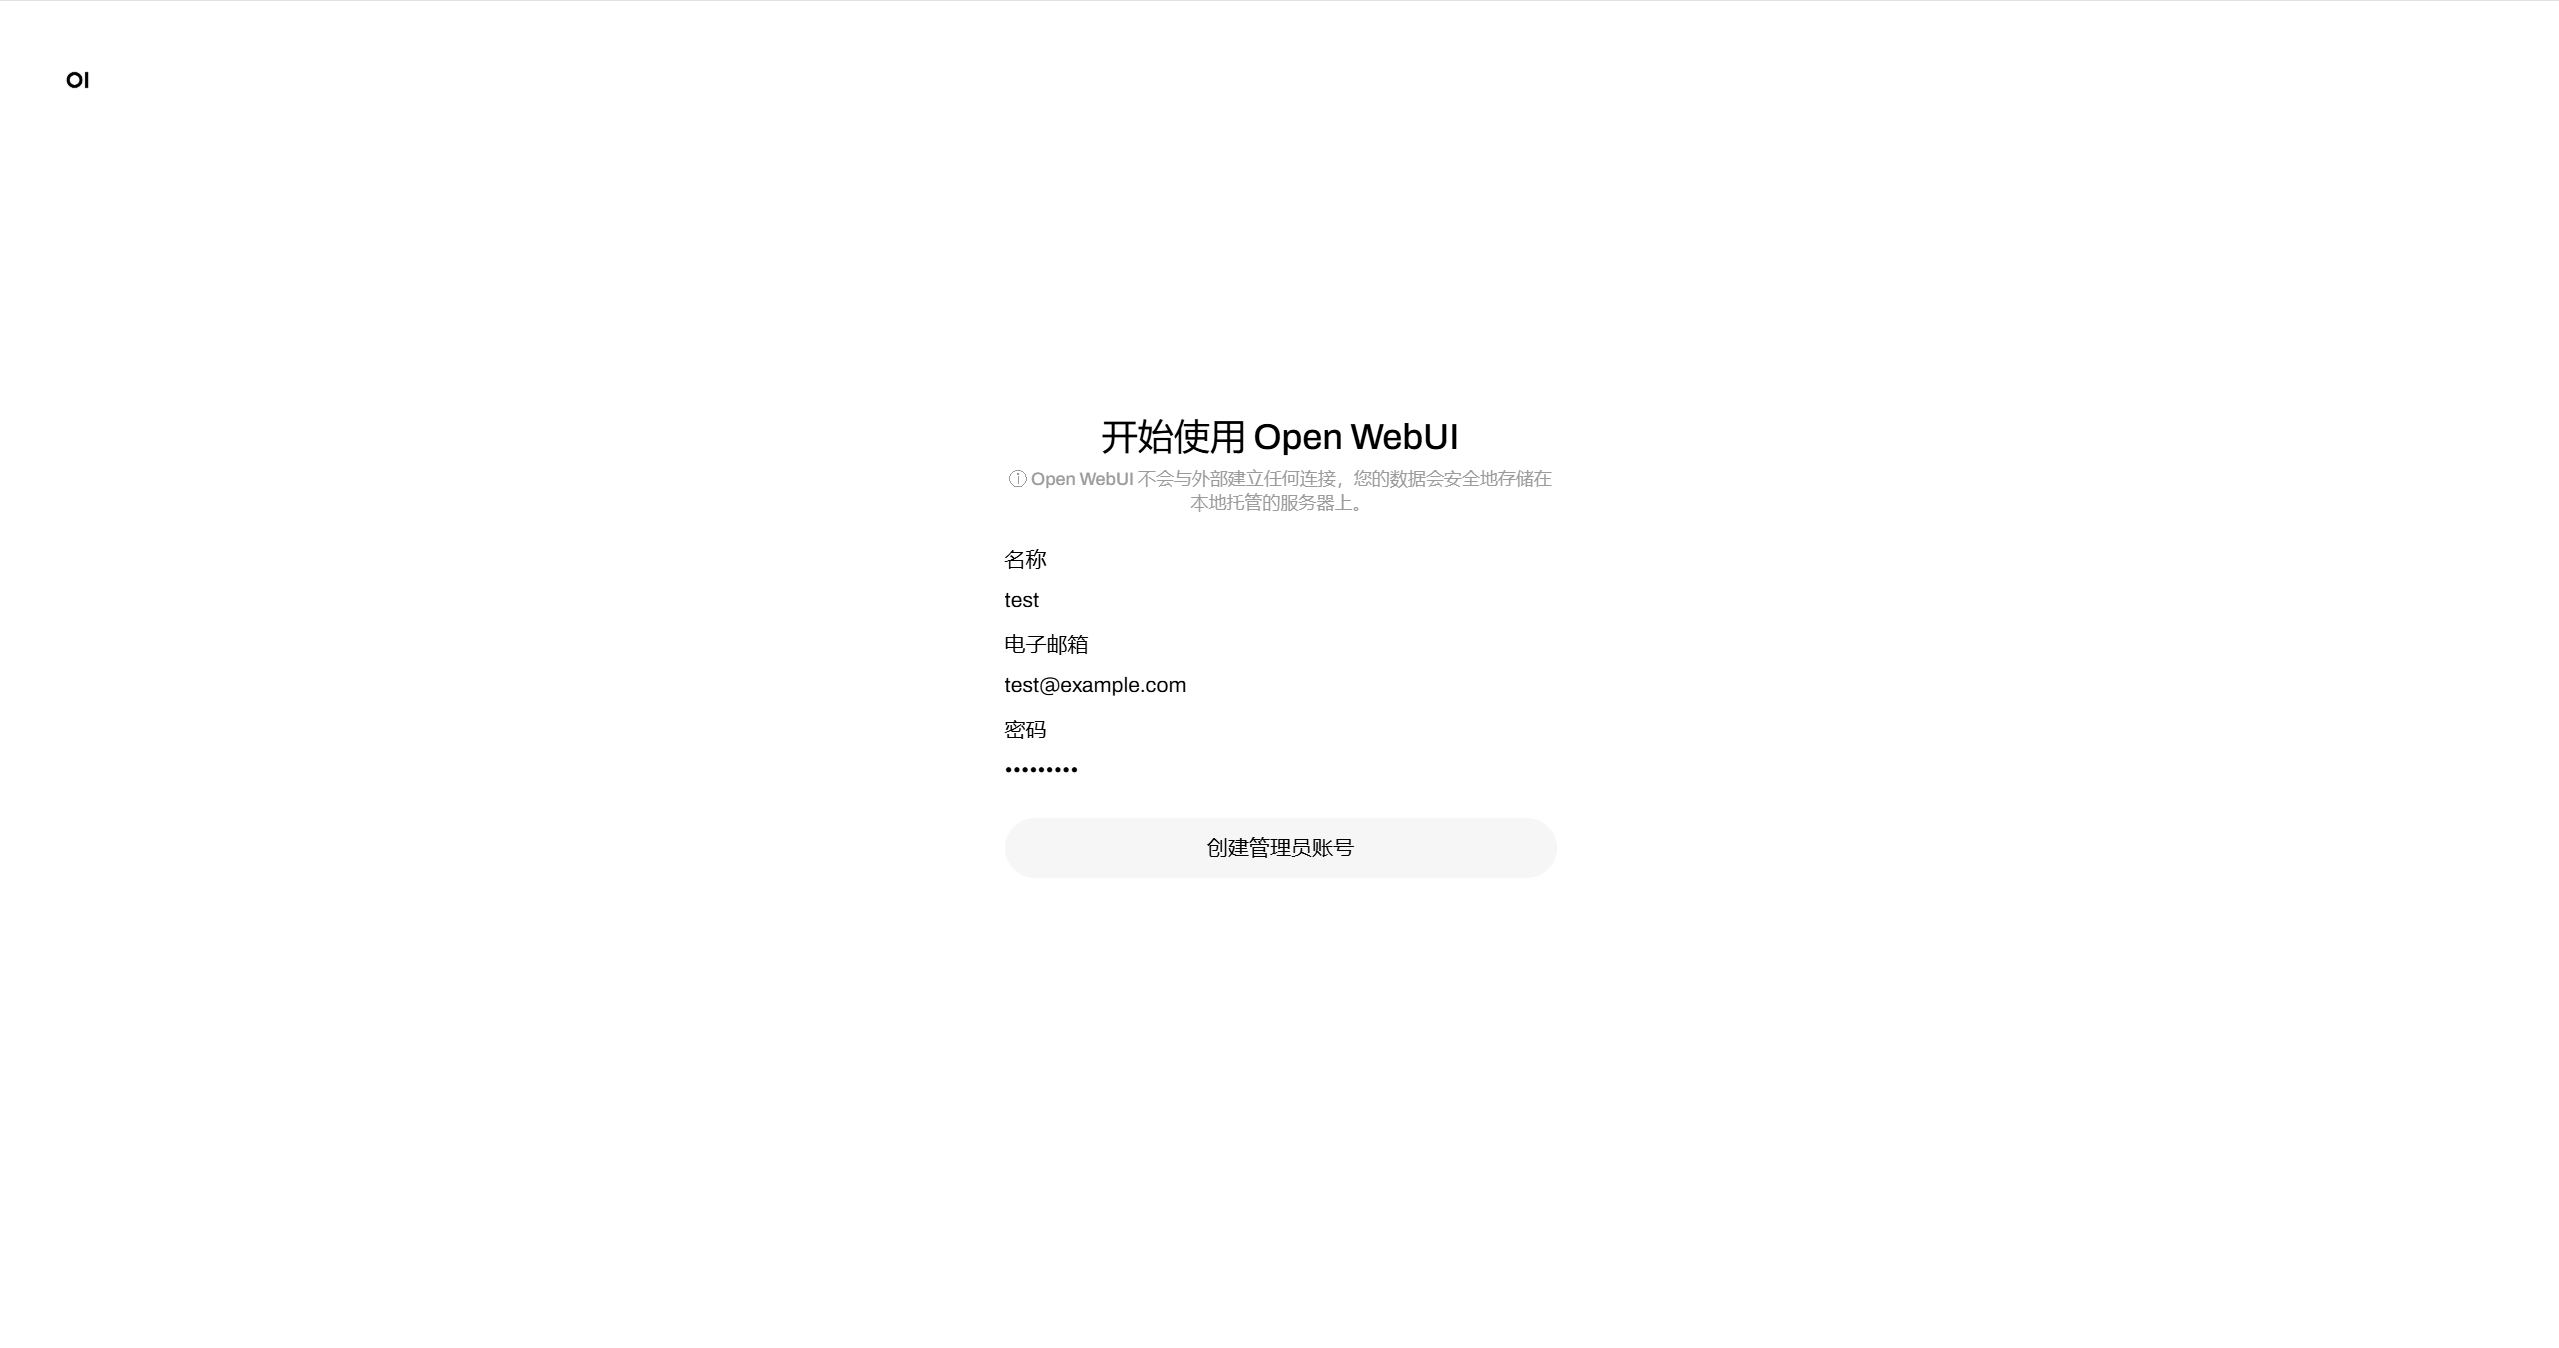 OI
开始使用 Open WebUI
ⓘ Open WebUI 不会与外部建立任何连接，您的数据会安全地存储在
本地托管的服务器上。
名称
test
电子邮箱
test@example.com
密码
•••••••••
创建管理员账号